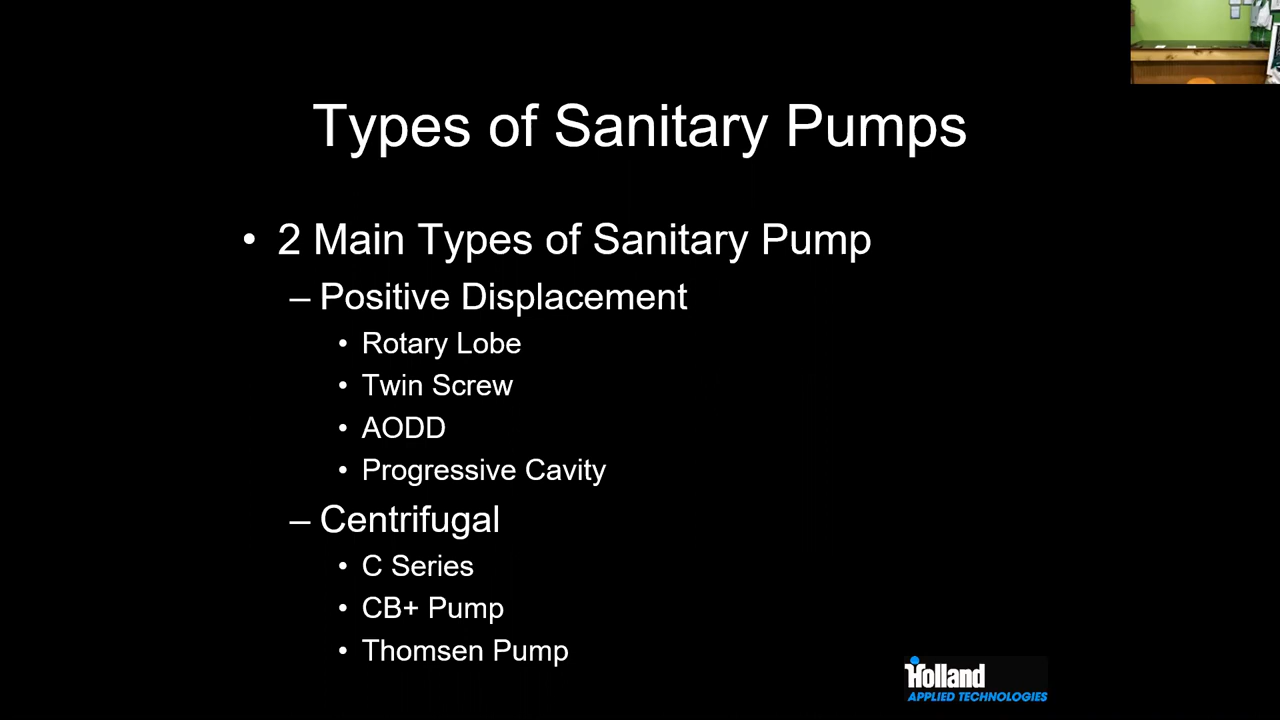 Types of Sanitary Pumps
• 2 Main Types of Sanitary Pump
– Positive Displacement
• Rotary Lobe
• Twin Screw
• AODD
• Progressive Cavity
– Centrifugal
• C Series
• CB+ Pump
• Thomsen Pump
Holland
APPLIED TECHNOLOGIES